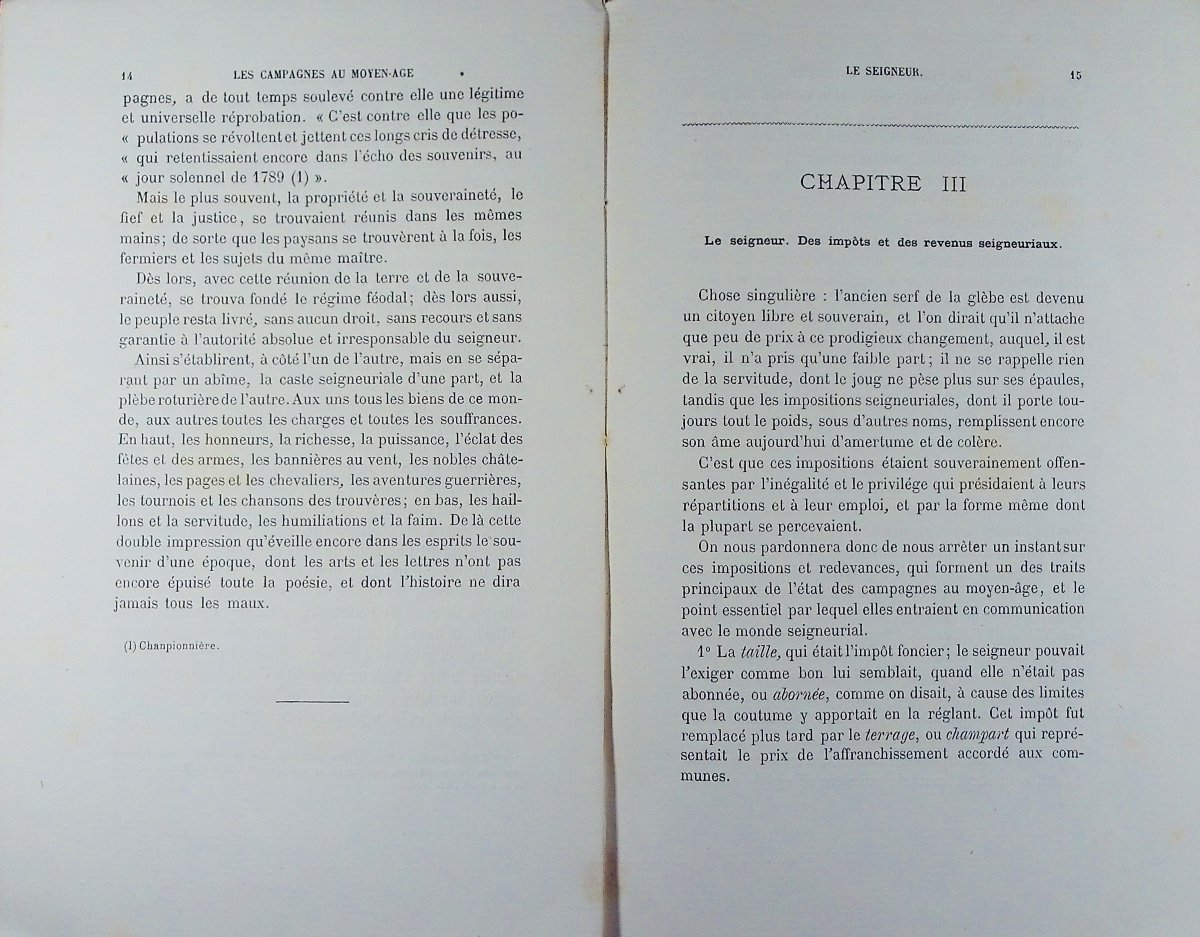 14 LES CAMPAGNES AU MOYEN-AGE
pagnes, a de tout temps soulevé contre elle une légitime
et universelle réprobation. « C'est contre elle que les po-
« pulations se révoltent et jettent ces longs cris de détresse,
« qui retentissaient encore dans l'écho des souvenirs, au
« jour solennel de 1789 (1) ».
Mais le plus souvent, la propriété et la souveraineté, le
fief et la justice, se trouvaient réunis dans les mêmes
mains; de sorte que les paysans se trouvèrent à la fois, les
fermiers et les sujets du même maître.
Dès lors, avec cette réunion de la terre et de la souve-
raineté, se trouva fondé le régime féodal; dès lors aussi,
le peuple resta livré, sans aucun droit, sans recours et sans
garantie à l'autorité absolue et irresponsable du seigneur.
Ainsi s'établirent, à côté l'un de l'autre, mais en se sépa-
rant par un abîme, la caste seigneuriale d'une part, et la
plèbe roturière de l'autre. Aux uns tous les biens de ce mon-
de, aux autres toutes les charges et toutes les souffrances.
En haut, les honneurs, la richesse, la puissance, l'éclat des
fêtes et des armes, les bannières au vent, les nobles châte-
laines, les pages et les chevaliers, les aventures guerrières,
les tournois et les chansons des trouvères; en bas, les hail-
lons et la servitude, les humiliations et la faim. De là cette
double impression qu'éveille encore dans les esprits le sou-
venir d'une époque, dont les arts et les lettres n'ont pas
encore épuisé toute la poésie, et dont l'histoire ne dira
jamais tous les maux.
(1) Chanpionnière.
LE SEIGNEUR. 15
CHAPITRE III
Le seigneur. Des impôts et des revenus seigneuriaux.
Chose singulière : l'ancien serf de la glèbe est devenu
un citoyen libre et souverain, et l'on dirait qu'il n'attache
que peu de prix à ce prodigieux changement, auquel, il est
vrai, il n'a pris qu'une faible part; il ne se rappelle rien
de la servitude, dont le joug ne pèse plus sur ses épaules,
tandis que les impositions seigneuriales, dont il porte tou-
jours tout le poids, sous d'autres noms, remplissent encore
son âme aujourd'hui d'amertume et de colère.
C'est que ces impositions étaient souverainement offen-
santes par l'inégalité et le privilége qui présidaient à leurs
répartitions et à leur emploi, et par la forme même dont
la plupart se percevaient.
On nous pardonnera donc de nous arrêter un instant sur
ces impositions et redevances, qui forment un des traits
principaux de l'état des campagnes au moyen-âge, et le
point essentiel par lequel elles entraient en communication
avec le monde seigneurial.
1° La taille, qui était l'impôt foncier; le seigneur pouvait
l'exiger comme bon lui semblait, quand elle n'était pas
abonnée, ou abornée, comme on disait, à cause des limites
que la coutume y apportait en la réglant. Cet impôt fut
remplacé plus tard par le terrage, ou champart qui repré-
sentait le prix de l'affranchissement accordé aux com-
munes.